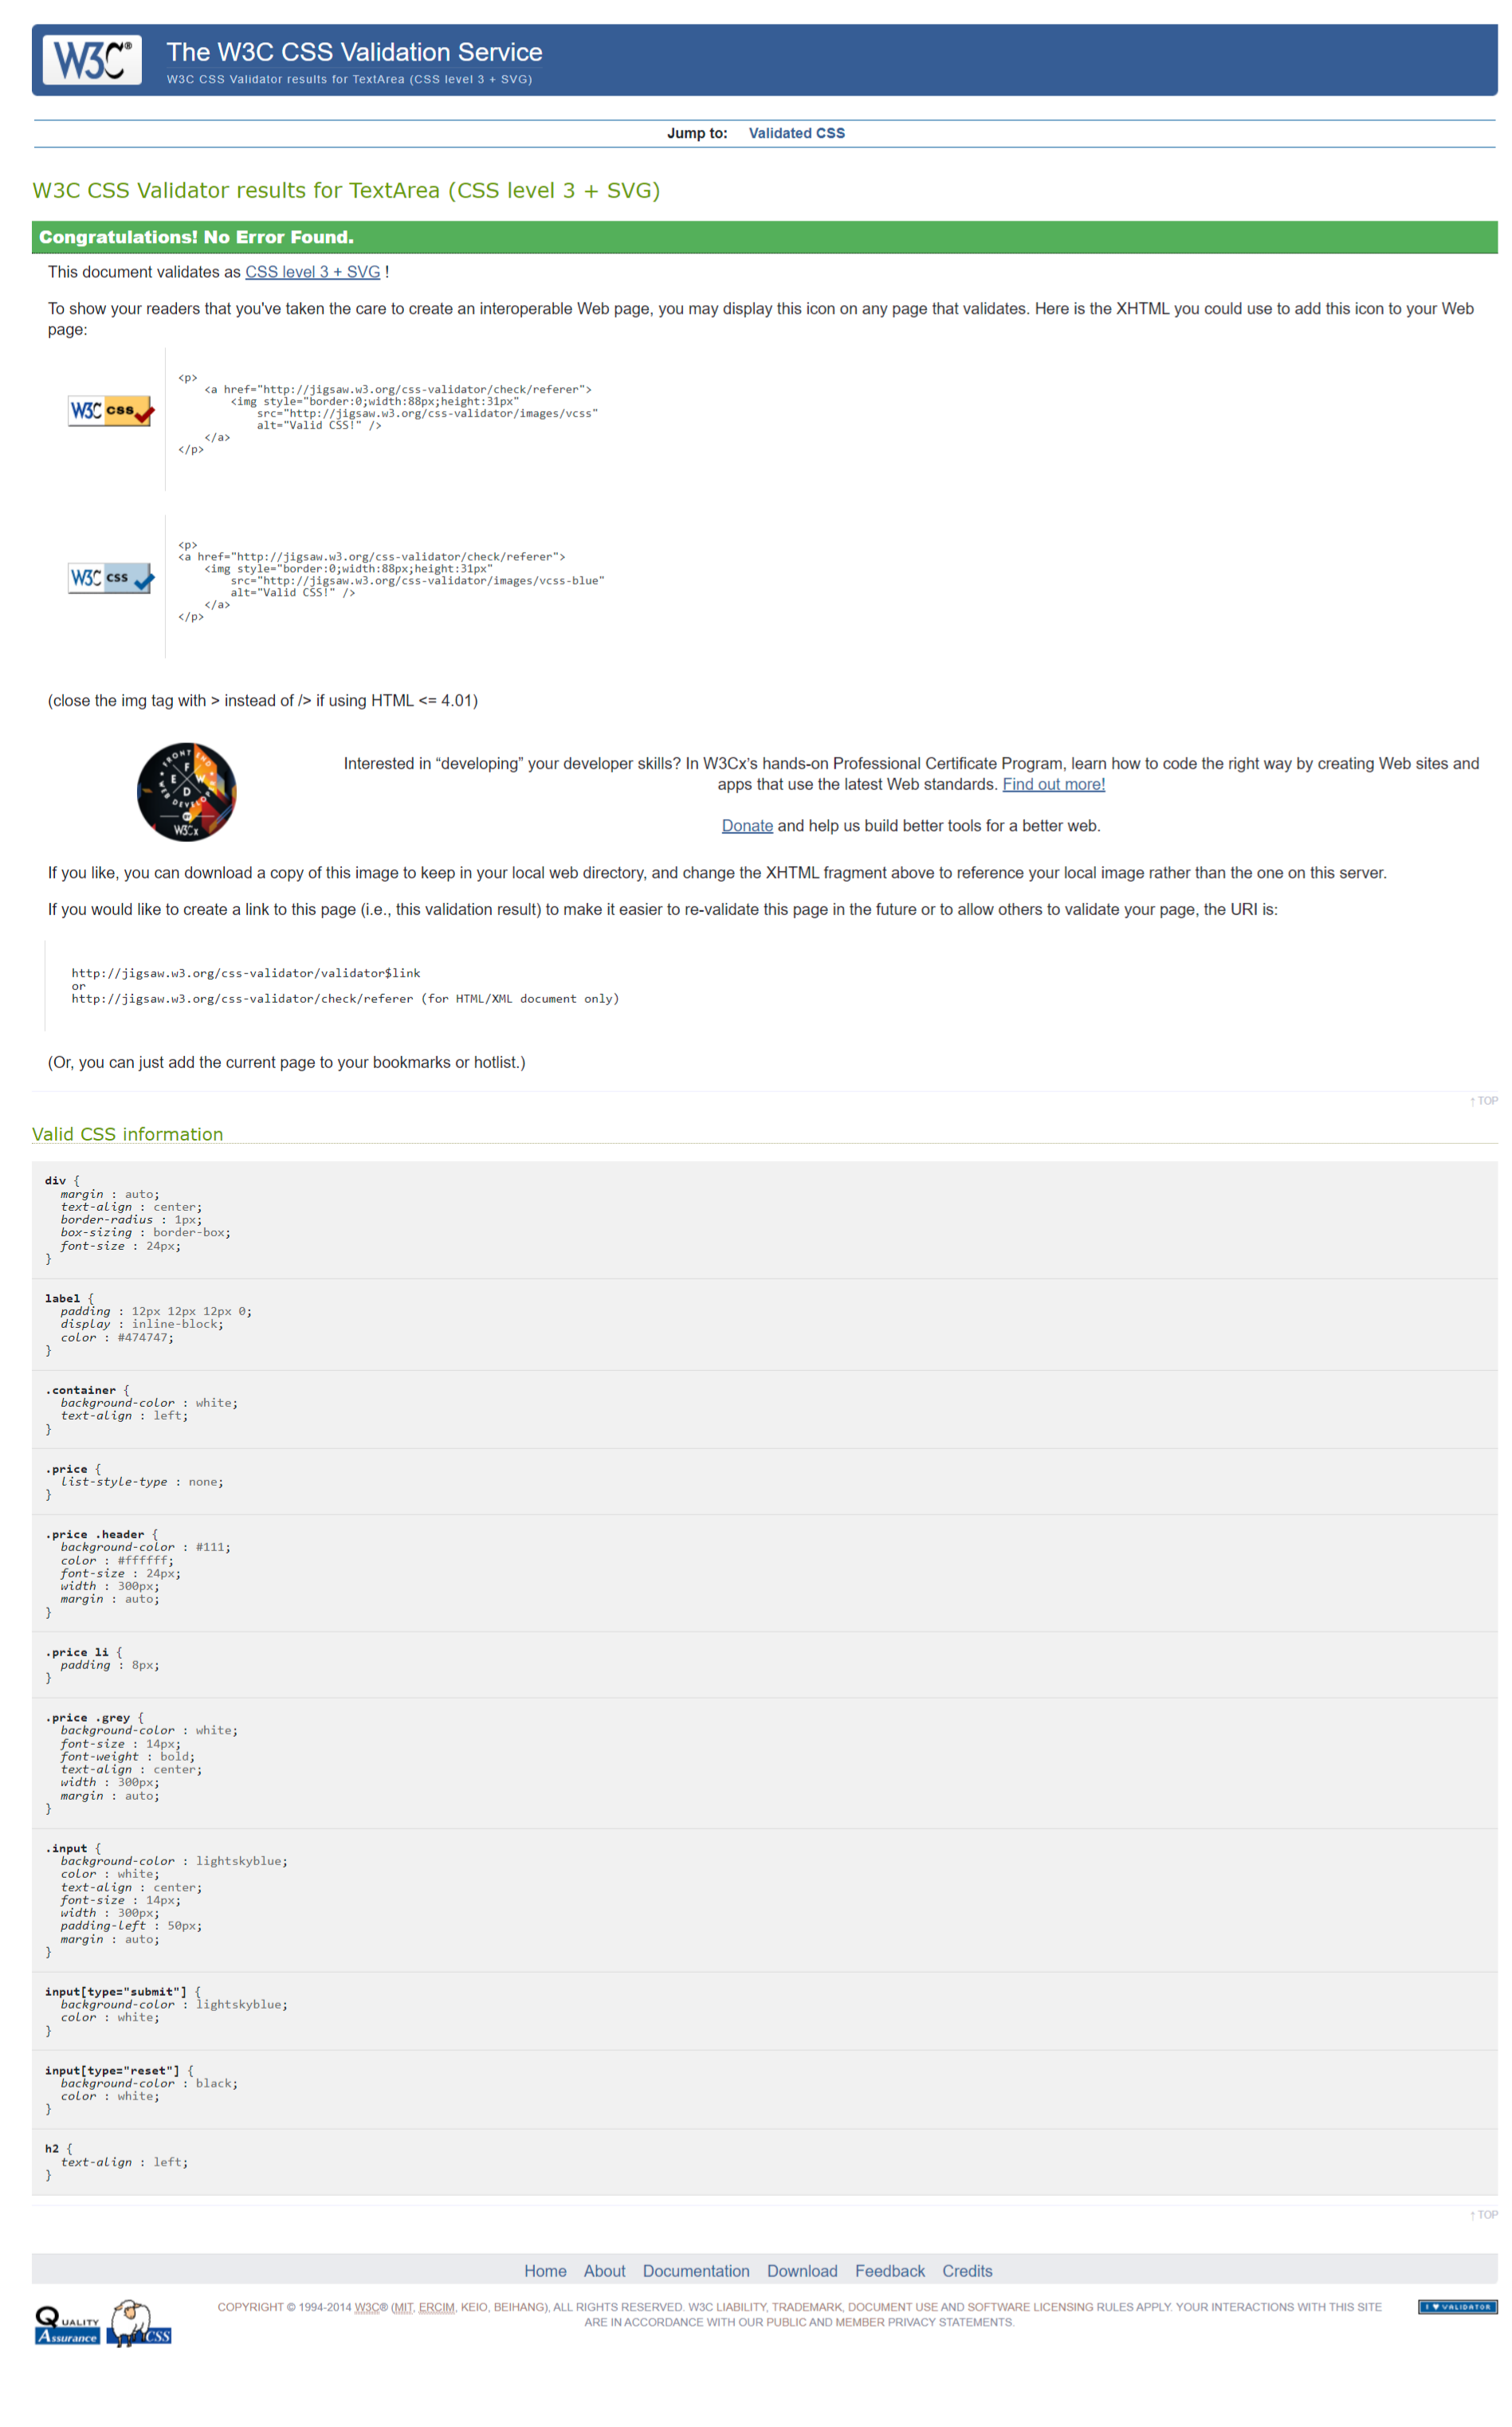 W3C®
The W3C CSS Validation Service
W3C CSS Validator results for TextArea (CSS level 3 + SVG)
Jump to: Validated CSS
W3C CSS Validator results for TextArea (CSS level 3 + SVG)
Congratulations! No Error Found.
This document validates as CSS level 3 + SVG !
To show your readers that you've taken the care to create an interoperable Web page, you may display this icon on any page that validates. Here is the XHTML you could use to add this icon to your Web
page:
W3C css
<p>
    <a href="http://jigsaw.w3.org/css-validator/check/referer">
        <img style="border:0;width:88px;height:31px"
            src="http://jigsaw.w3.org/css-validator/images/vcss"
            alt="Valid CSS!" />
    </a>
</p>
W3C css
<p>
<a href="http://jigsaw.w3.org/css-validator/check/referer">
    <img style="border:0;width:88px;height:31px"
        src="http://jigsaw.w3.org/css-validator/images/vcss-blue"
        alt="Valid CSS!" />
    </a>
</p>
(close the img tag with > instead of /> if using HTML <= 4.01)
FRONT END
F
E W
D
WEB DEVELOPER
W3Cx
Interested in “developing” your developer skills? In W3Cx’s hands-on Professional Certificate Program, learn how to code the right way by creating Web sites and
apps that use the latest Web standards. Find out more!
Donate and help us build better tools for a better web.
If you like, you can download a copy of this image to keep in your local web directory, and change the XHTML fragment above to reference your local image rather than the one on this server.
If you would like to create a link to this page (i.e., this validation result) to make it easier to re-validate this page in the future or to allow others to validate your page, the URI is:
http://jigsaw.w3.org/css-validator/validator$link
or
http://jigsaw.w3.org/css-validator/check/referer (for HTML/XML document only)
(Or, you can just add the current page to your bookmarks or hotlist.)
↑ TOP
Valid CSS information
div {
  margin : auto;
  text-align : center;
  border-radius : 1px;
  box-sizing : border-box;
  font-size : 24px;
}
label {
  padding : 12px 12px 12px 0;
  display : inline-block;
  color : #474747;
}
.container {
  background-color : white;
  text-align : left;
}
.price {
  list-style-type : none;
}
.price .header {
  background-color : #111;
  color : #ffffff;
  font-size : 24px;
  width : 300px;
  margin : auto;
}
.price li {
  padding : 8px;
}
.price .grey {
  background-color : white;
  font-size : 14px;
  font-weight : bold;
  text-align : center;
  width : 300px;
  margin : auto;
}
.input {
  background-color : lightskyblue;
  color : white;
  text-align : center;
  font-size : 14px;
  width : 300px;
  padding-left : 50px;
  margin : auto;
}
input[type="submit"] {
  background-color : lightskyblue;
  color : white;
}
input[type="reset"] {
  background-color : black;
  color : white;
}
h2 {
  text-align : left;
}
↑ TOP
Home About Documentation Download Feedback Credits
QUALITY
Assurance
CSS
COPYRIGHT © 1994-2014 W3C® (MIT, ERCIM, KEIO, BEIHANG), ALL RIGHTS RESERVED. W3C LIABILITY, TRADEMARK, DOCUMENT USE AND SOFTWARE LICENSING RULES APPLY. YOUR INTERACTIONS WITH THIS SITE
ARE IN ACCORDANCE WITH OUR PUBLIC AND MEMBER PRIVACY STATEMENTS.
I ♥ VALIDATOR